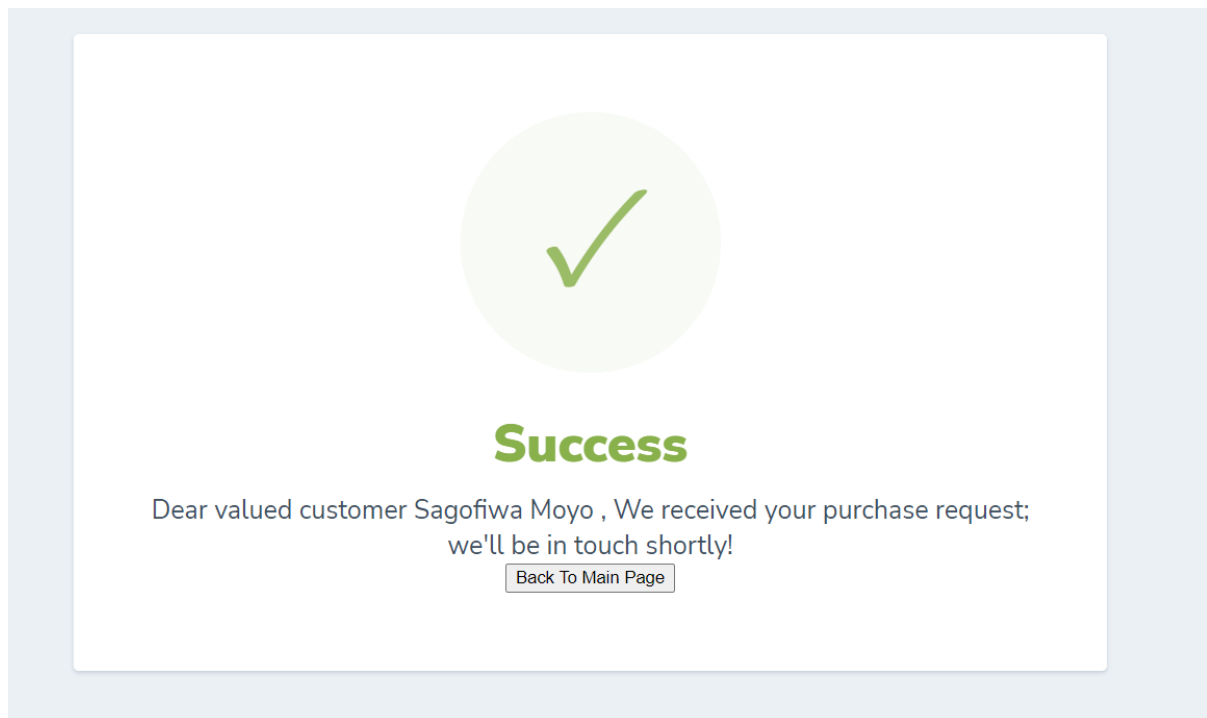 Success
Dear valued customer Sagofiwa Moyo , We received your purchase request;
we'll be in touch shortly!
Back To Main Page